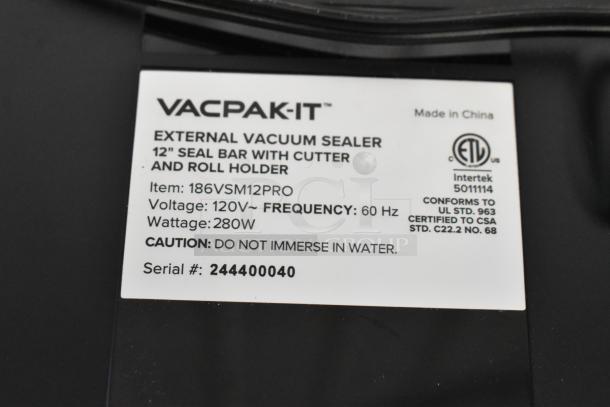 VACPAK-IT™
Made in China
EXTERNAL VACUUM SEALER
12" SEAL BAR WITH CUTTER
AND ROLL HOLDER
Item: 186VSM12PRO
Voltage: 120V~ FREQUENCY: 60 Hz
Wattage: 280W
CAUTION: DO NOT IMMERSE IN WATER.
Serial #: 244400040
C ETL US
Intertek
5011114
CONFORMS TO
UL STD. 963
CERTIFIED TO CSA
STD. C22.2 NO. 68
GROUP